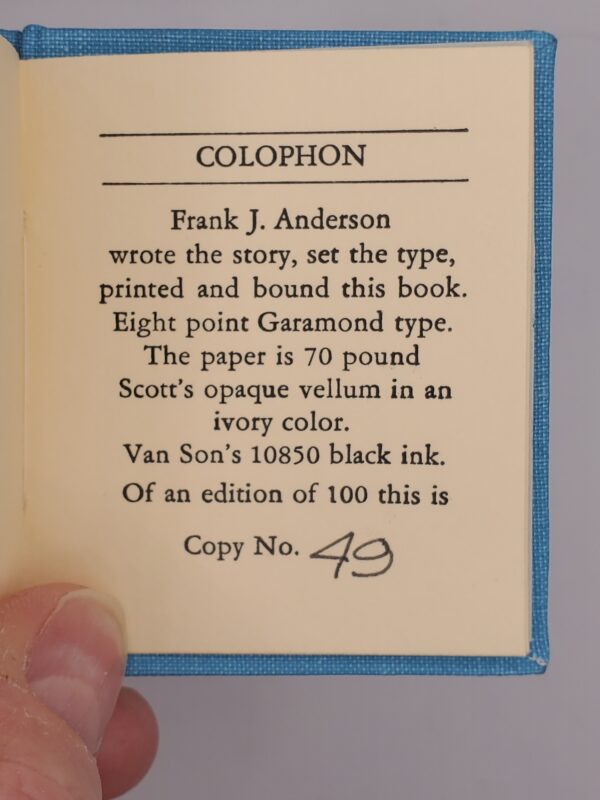 COLOPHON
Frank J. Anderson
wrote the story, set the type,
printed and bound this book.
Eight point Garamond type.
The paper is 70 pound
Scott's opaque vellum in an
ivory color.
Van Son's 10850 black ink.
Of an edition of 100 this is
Copy No. 49